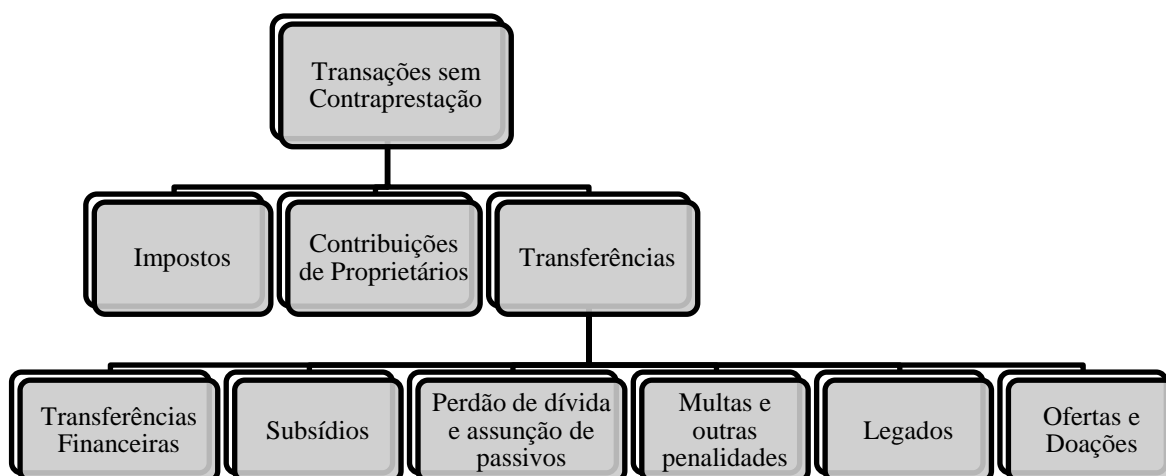 Transações sem
Contraprestação
Impostos
Contribuições
de Proprietários
Transferências
Transferências
Financeiras
Subsídios
Perdão de dívida
e assunção de
passivos
Multas e
outras
penalidades
Legados
Ofertas e
Doações